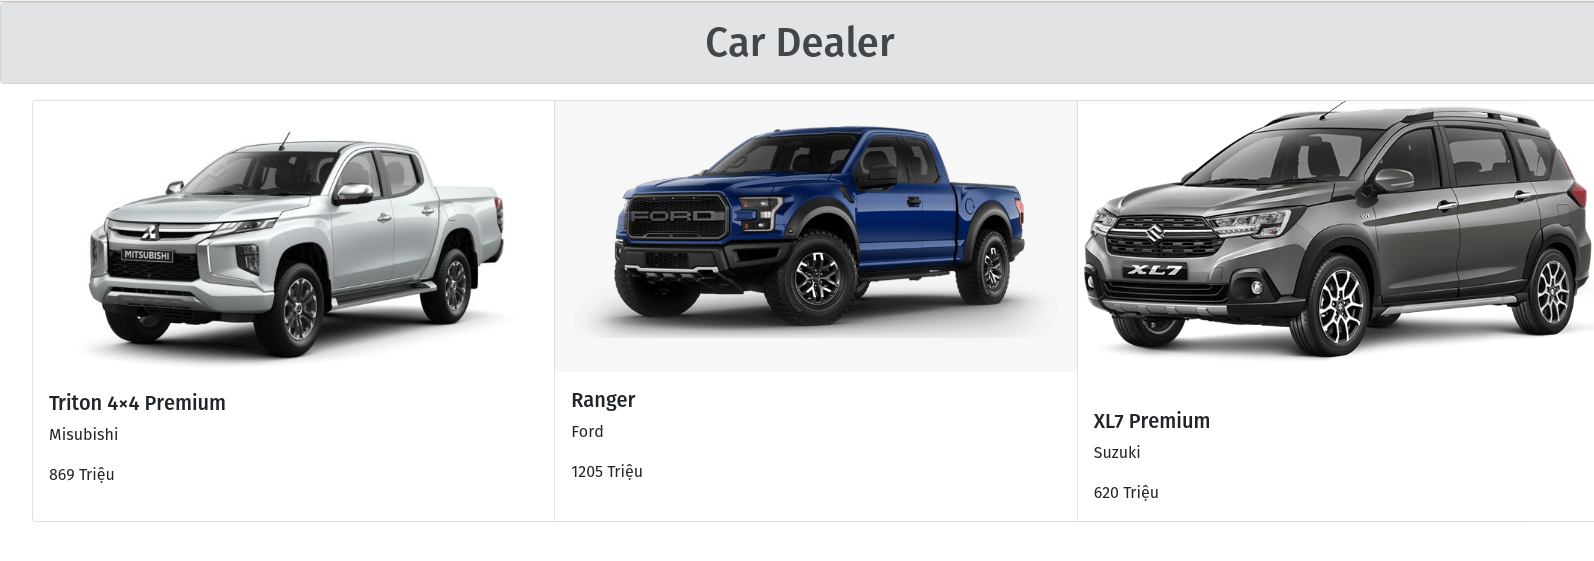 Car Dealer
MITSUBISHI
FORD
XL7
Triton 4×4 Premium
Misubishi
869 Triệu
Ranger
Ford
1205 Triệu
XL7 Premium
Suzuki
620 Triệu